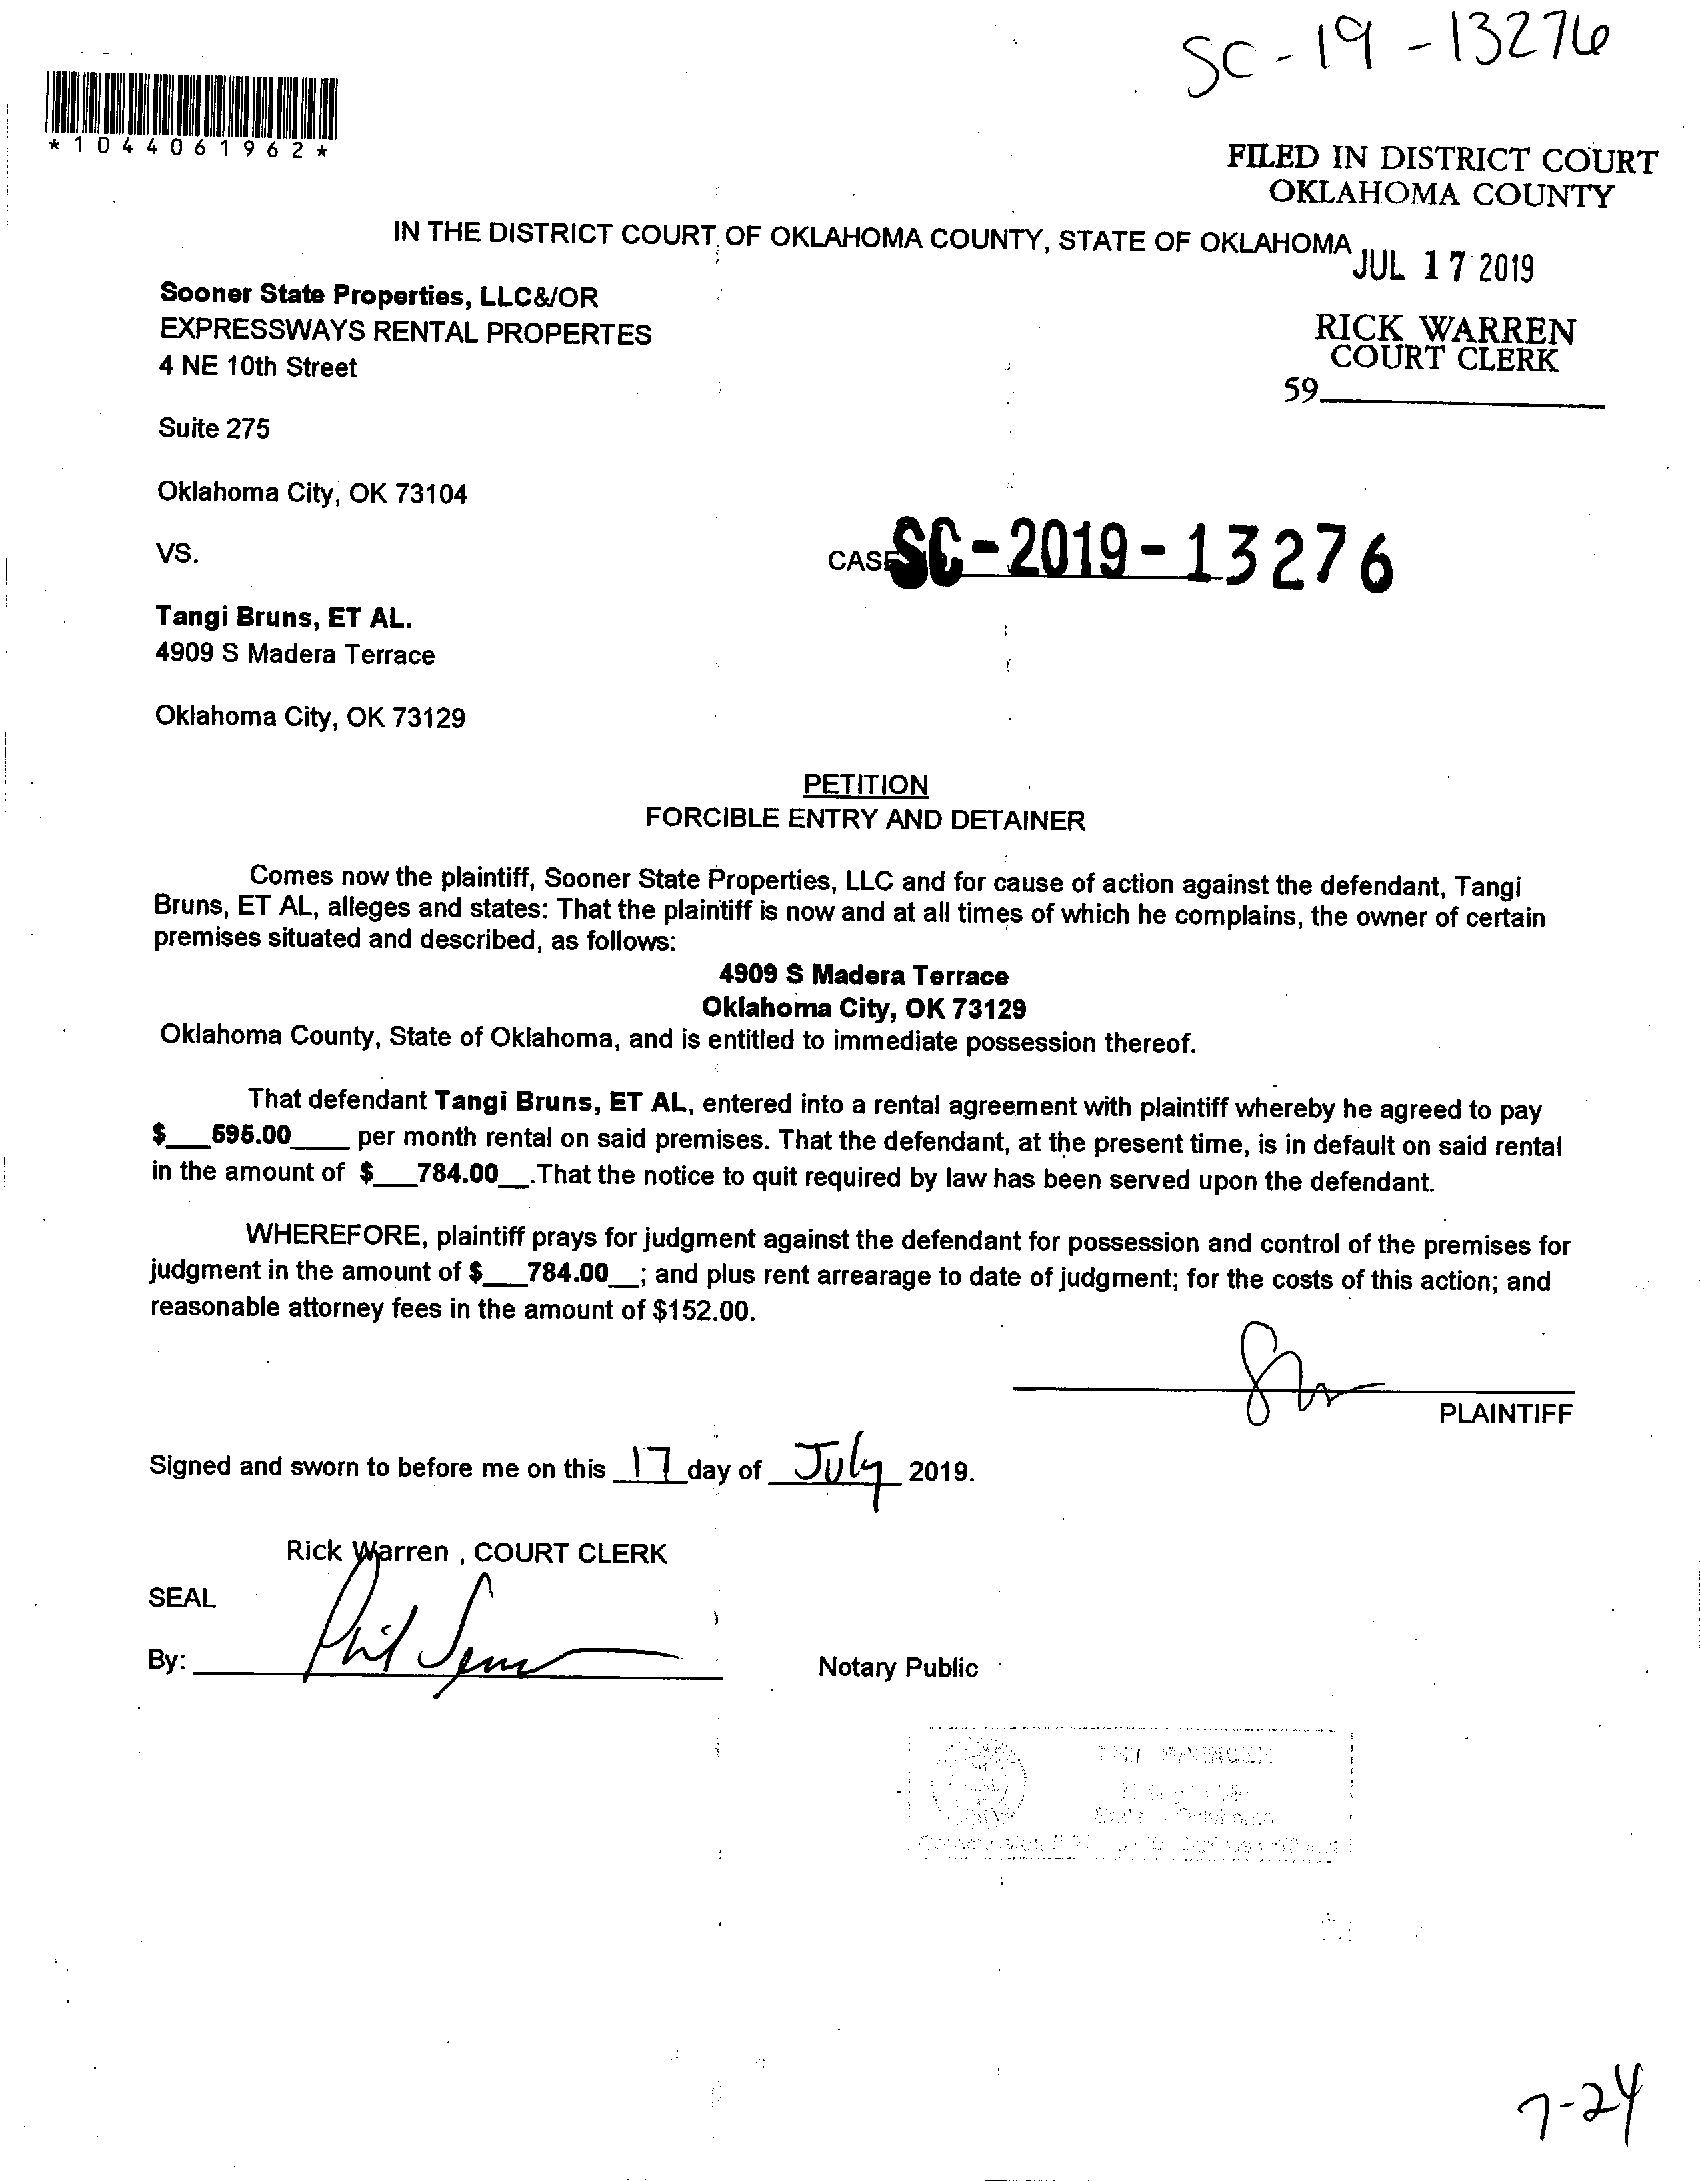 SC-19-13276
*1044061962*
FILED IN DISTRICT COURT
OKLAHOMA COUNTY
IN THE DISTRICT COURT OF OKLAHOMA COUNTY, STATE OF OKLAHOMA
JUL 17 2019
Sooner State Properties, LLC&/OR
EXPRESSWAYS RENTAL PROPERTES
4 NE 10th Street
RICK WARREN
COURT CLERK
59
Suite 275
Oklahoma City, OK 73104
VS.
CASE SC-2019-13276
Tangi Bruns, ET AL.
4909 S Madera Terrace
Oklahoma City, OK 73129
PETITION
FORCIBLE ENTRY AND DETAINER
Comes now the plaintiff, Sooner State Properties, LLC and for cause of action against the defendant, Tangi
Bruns, ET AL, alleges and states: That the plaintiff is now and at all times of which he complains, the owner of certain
premises situated and described, as follows:
4909 S Madera Terrace
Oklahoma City, OK 73129
Oklahoma County, State of Oklahoma, and is entitled to immediate possession thereof.
That defendant Tangi Bruns, ET AL, entered into a rental agreement with plaintiff whereby he agreed to pay
$___595.00____ per month rental on said premises. That the defendant, at the present time, is in default on said rental
in the amount of $___784.00__.That the notice to quit required by law has been served upon the defendant.
WHEREFORE, plaintiff prays for judgment against the defendant for possession and control of the premises for
judgment in the amount of $___784.00__; and plus rent arrearage to date of judgment; for the costs of this action; and
reasonable attorney fees in the amount of $152.00.
PLAINTIFF
Signed and sworn to before me on this 17 day of July 2019.
Rick Warren , COURT CLERK
SEAL
By:
Notary Public
7-24